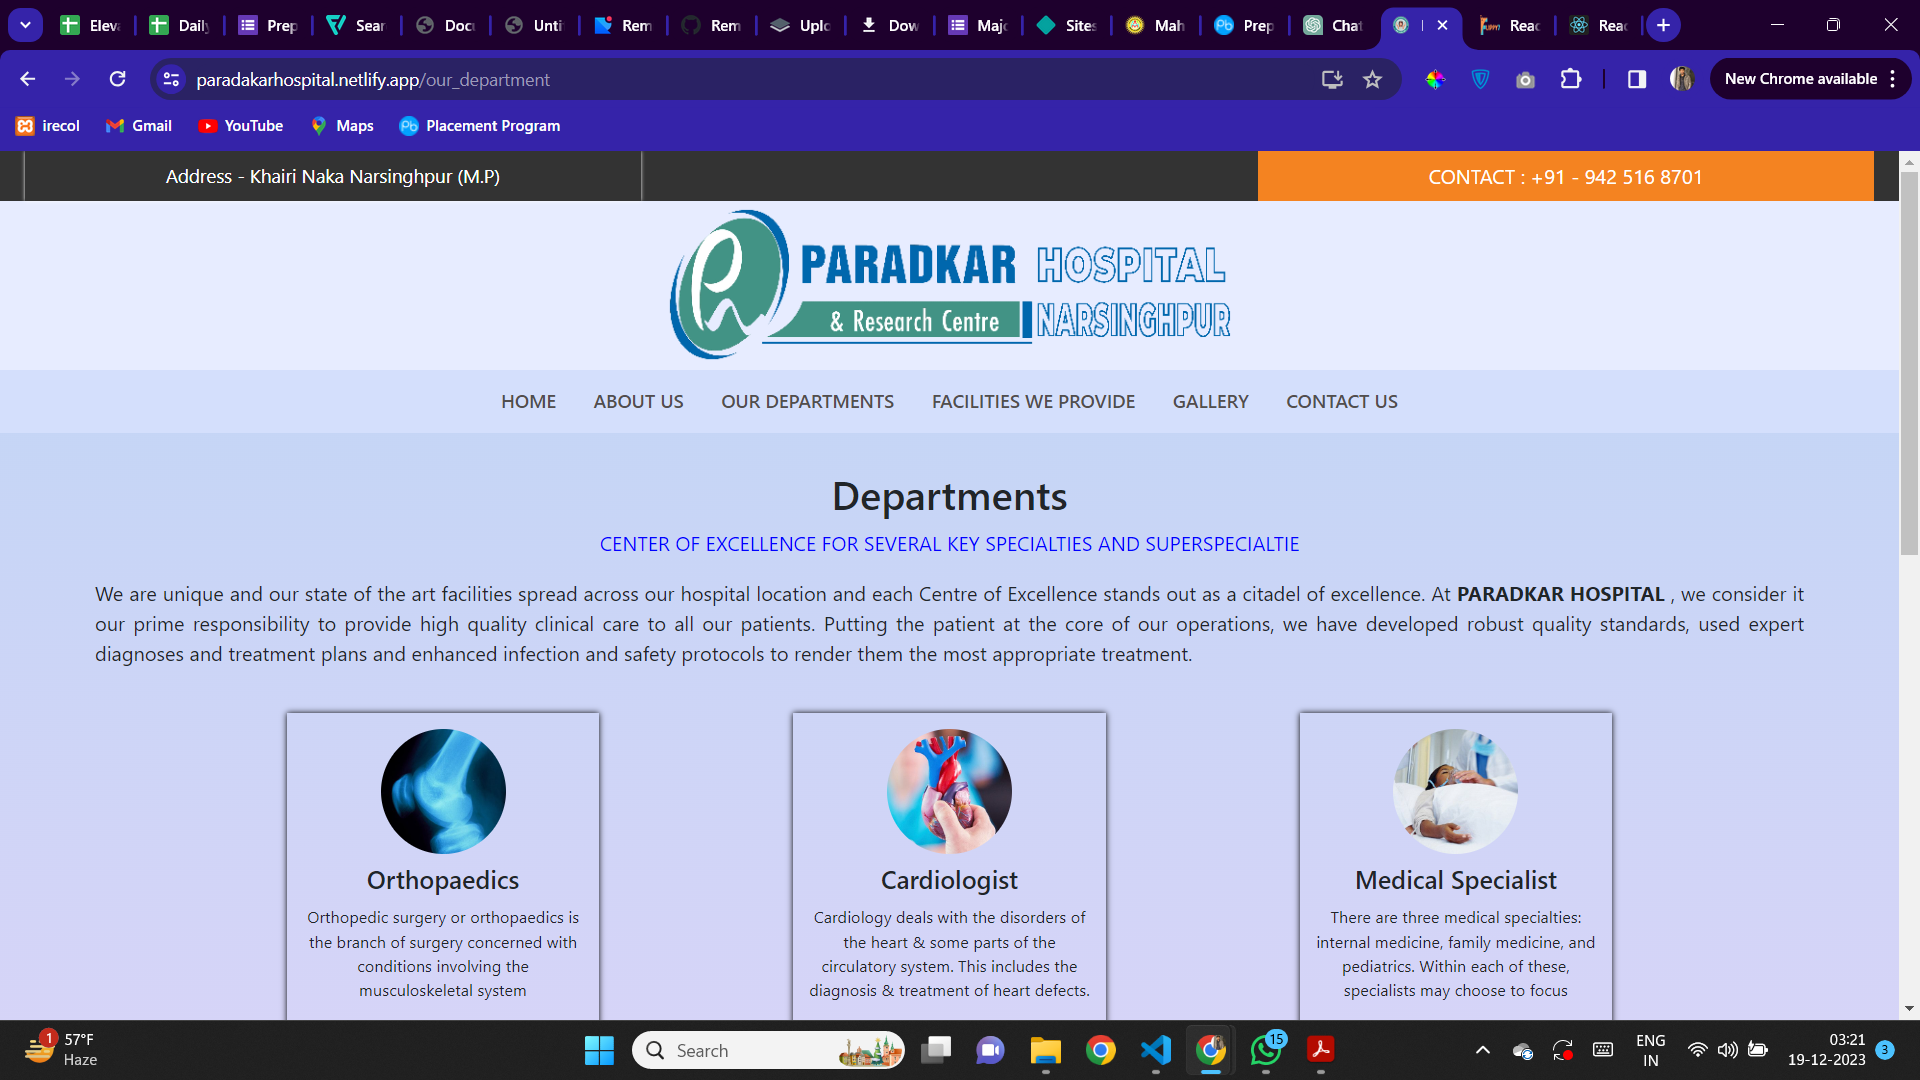 Elev Daily Prep Sear Docu Unti Rem Rem Uplo Dow Majo Sites Mah Prep Chat Reac Reac
paradakarhospital.netlify.app/our_department
New Chrome available
irecol Gmail YouTube Maps Placement Program
Address - Khairi Naka Narsinghpur (M.P)
CONTACT : +91 - 942 516 8701
PARADKAR HOSPITAL
& Research Centre NARSINGHPUR
HOME ABOUT US OUR DEPARTMENTS FACILITIES WE PROVIDE GALLERY CONTACT US
Departments
CENTER OF EXCELLENCE FOR SEVERAL KEY SPECIALTIES AND SUPERSPECIALTIE
We are unique and our state of the art facilities spread across our hospital location and each Centre of Excellence stands out as a citadel of excellence. At PARADKAR HOSPITAL , we consider it
our prime responsibility to provide high quality clinical care to all our patients. Putting the patient at the core of our operations, we have developed robust quality standards, used expert
diagnoses and treatment plans and enhanced infection and safety protocols to render them the most appropriate treatment.
Orthopaedics
Orthopedic surgery or orthopaedics is
the branch of surgery concerned with
conditions involving the
musculoskeletal system
Cardiologist
Cardiology deals with the disorders of
the heart & some parts of the
circulatory system. This includes the
diagnosis & treatment of heart defects.
Medical Specialist
There are three medical specialties:
internal medicine, family medicine, and
pediatrics. Within each of these,
specialists may choose to focus
1
57°F
Haze
Search
15
ENG
IN
03:21
19-12-2023
3